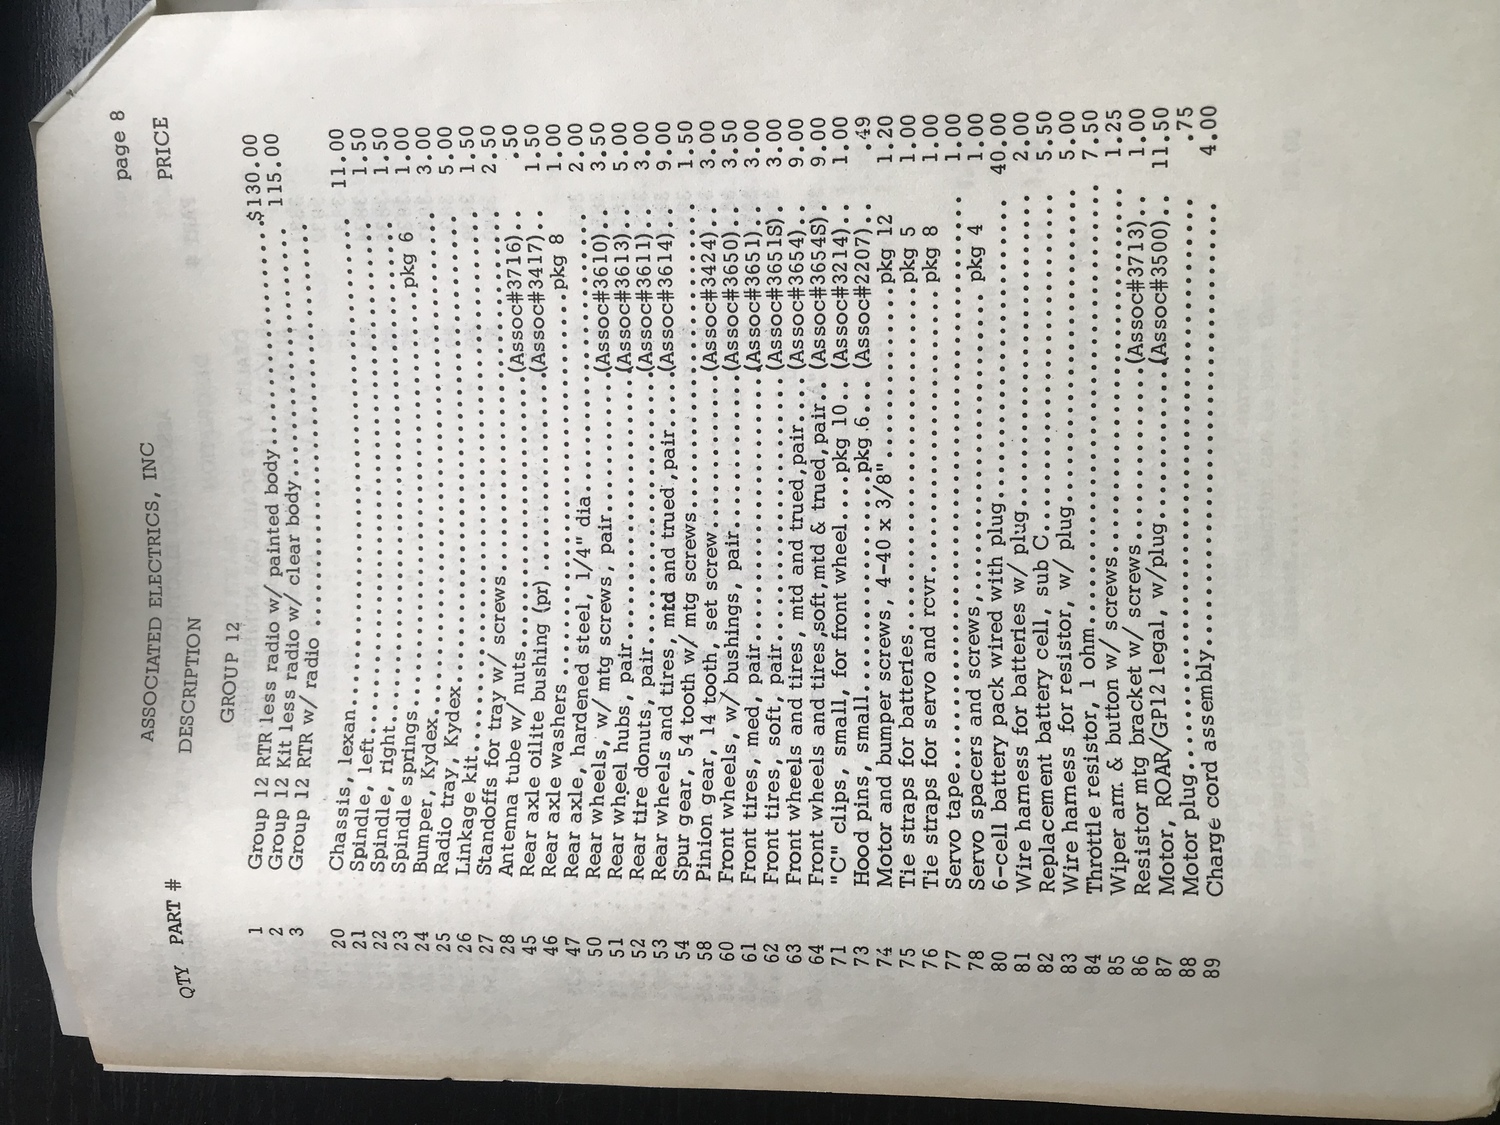 page 8
ASSOCIATED ELECTRICS, INC
QTY PART # DESCRIPTION PRICE
GROUP 12
1 Group 12 RTR less radio w/ painted body..................$130.00
2 Group 12 Kit less radio w/ clear body.................... 115.00
3 Group 12 RTR w/ radio ..................................
20 Chassis, lexan.......................................... 11.00
21 Spindle, left........................................... 1.50
22 Spindle, right.......................................... 1.50
23 Spindle springs....................................pkg 6 1.00
24 Bumper, Kydex........................................... 3.00
25 Radio tray, Kydex....................................... 5.00
26 Linkage kit............................................. 1.50
27 Standoffs for tray w/ screws............................ 2.50
28 Antenna tube w/ nuts......................(Assoc#3716).. .50
45 Rear axle oilite bushing (pr) ............(Assoc#3417).. 1.50
46 Rear axle washers .................................pkg 8 1.00
47 Rear axle, hardened steel, 1/4" dia..................... 2.00
50 Rear wheels, w/ mtg screws, pair..........(Assoc#3610).. 3.50
51 Rear wheel hubs, pair.....................(Assoc#3613).. 5.00
52 Rear tire donuts, pair....................(Assoc#3611).. 3.00
53 Rear wheels and tires, mtd and trued ,pair....(Assoc#3614).. 9.00
54 Spur gear, 54 tooth w/ mtg screws....................... 1.50
58 Pinion gear, 14 tooth, set screw..........(Assoc#3424).. 3.00
60 Front wheels, w/ bushings, pair...........(Assoc#3650).. 3.50
61 Front tires, med, pair....................(Assoc#3651).. 3.00
62 Front tires, soft, pair...................(Assoc#3651S). 3.00
63 Front wheels and tires, mtd and trued,pair....(Assoc#3654).. 9.00
64 Front wheels and tires,soft,mtd & trued,pair..(Assoc#3654S). 9.00
71 "C" clips, small, for front wheel ....pkg 10.. (Assoc#3214).. 1.00
73 Hood pins, small......................pkg 6... (Assoc#2207).. .49
74 Motor and bumper screws, 4-40 x 3/8"..............pkg 12 1.20
75 Tie straps for batteries...........................pkg 5 1.00
76 Tie straps for servo and rcvr......................pkg 8 1.00
77 Servo tape.............................................. 1.00
78 Servo spacers and screws.......................... pkg 4 1.00
80 6-cell battery pack wired with plug..................... 40.00
81 Wire harness for batteries w/ plug...................... 2.00
82 Replacement battery cell, sub C......................... 5.50
83 Wire harness for resistor, w/ plug...................... 5.00
84 Throttle resistor, 1 ohm................................ 7.50
85 Wiper arm & button w/ screws............................ 1.25
86 Resistor mtg bracket w/ screws............(Assoc#3713).. 1.00
87 Motor, ROAR/GP12 legal, w/plug............(Assoc#3500).. 11.50
88 Motor plug.............................................. .75
89 Charge cord assembly ................................... 4.00